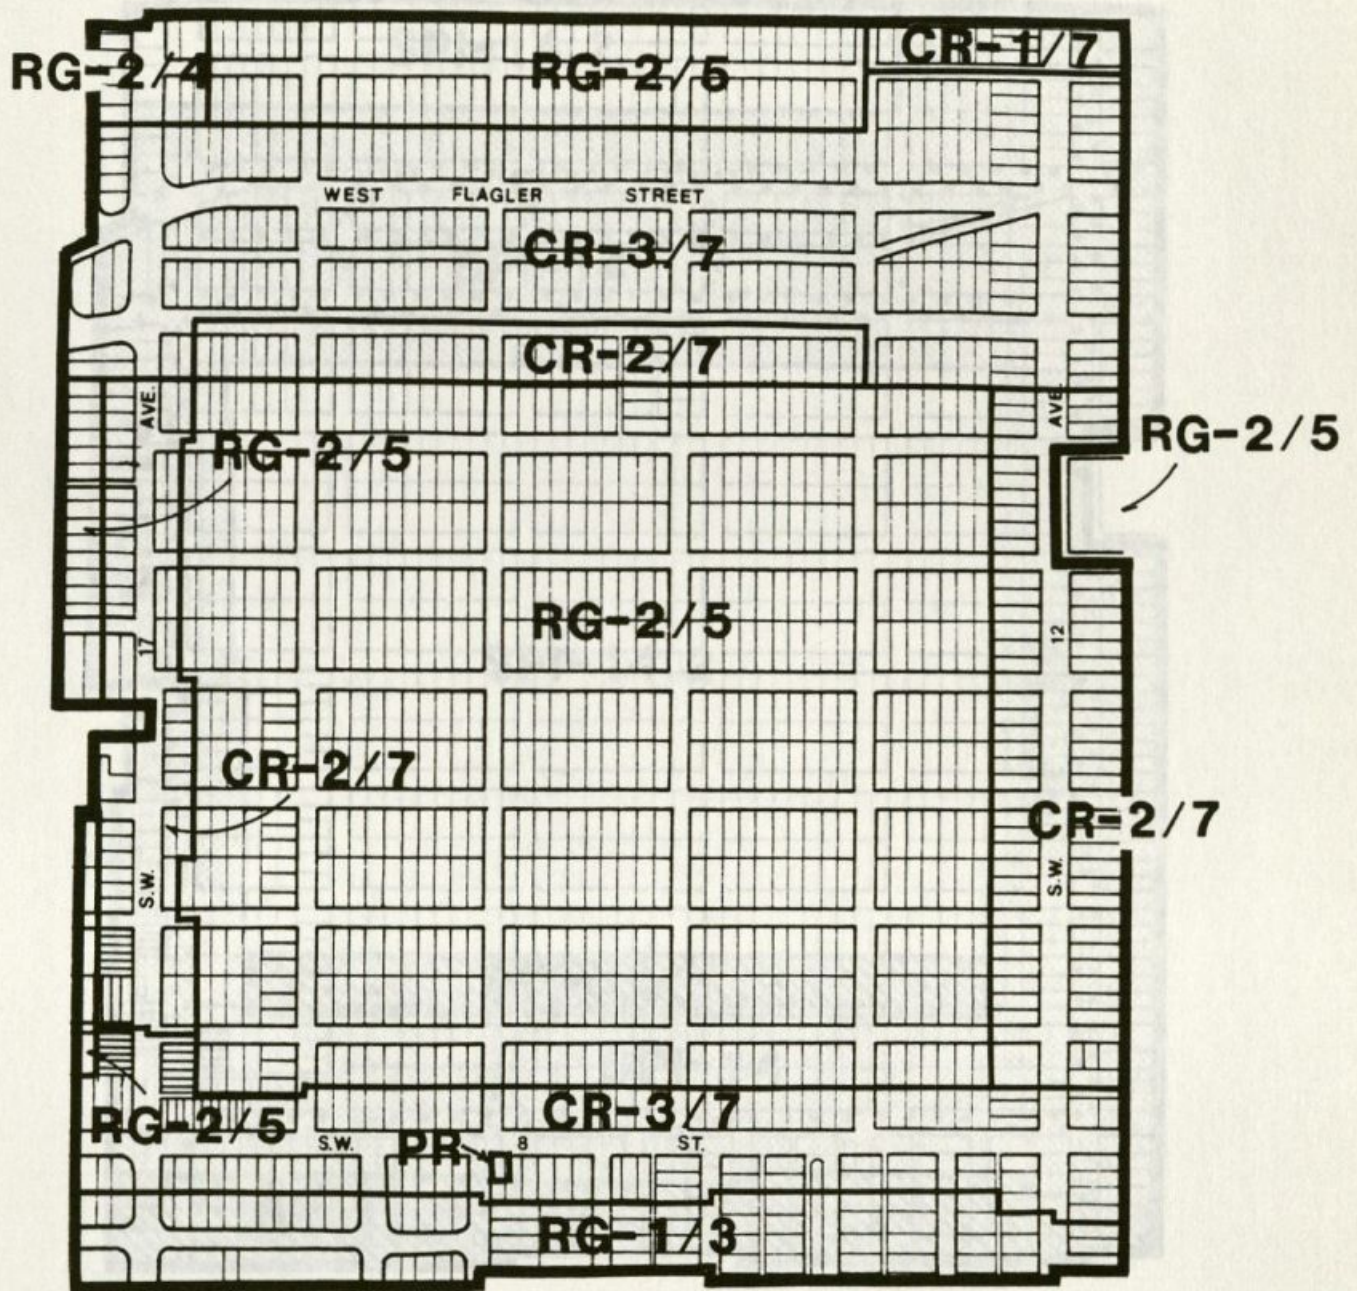 CR-1/7
RG-2/4
RG-2/5
WEST FLAGLER STREET
CR-3/7
CR-2/7
AVE.
AVE.
RG-2/5
RG-2/5
RG-2/5
17
12
CR-2/7
CR-2/7
S.W.
S.W.
CR-3/7
RG-2/5
S.W. 8 ST.
PR
RG-1/3